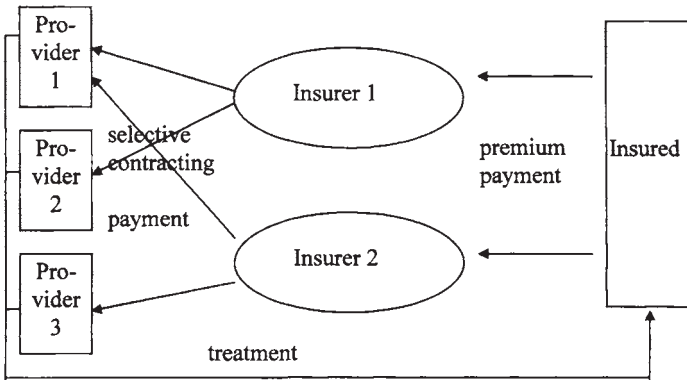 Pro-
vider
1
Insurer 1
selective
contracting
Pro-
vider
2
premium
payment
Insured
payment
Insurer 2
Pro-
vider
3
treatment